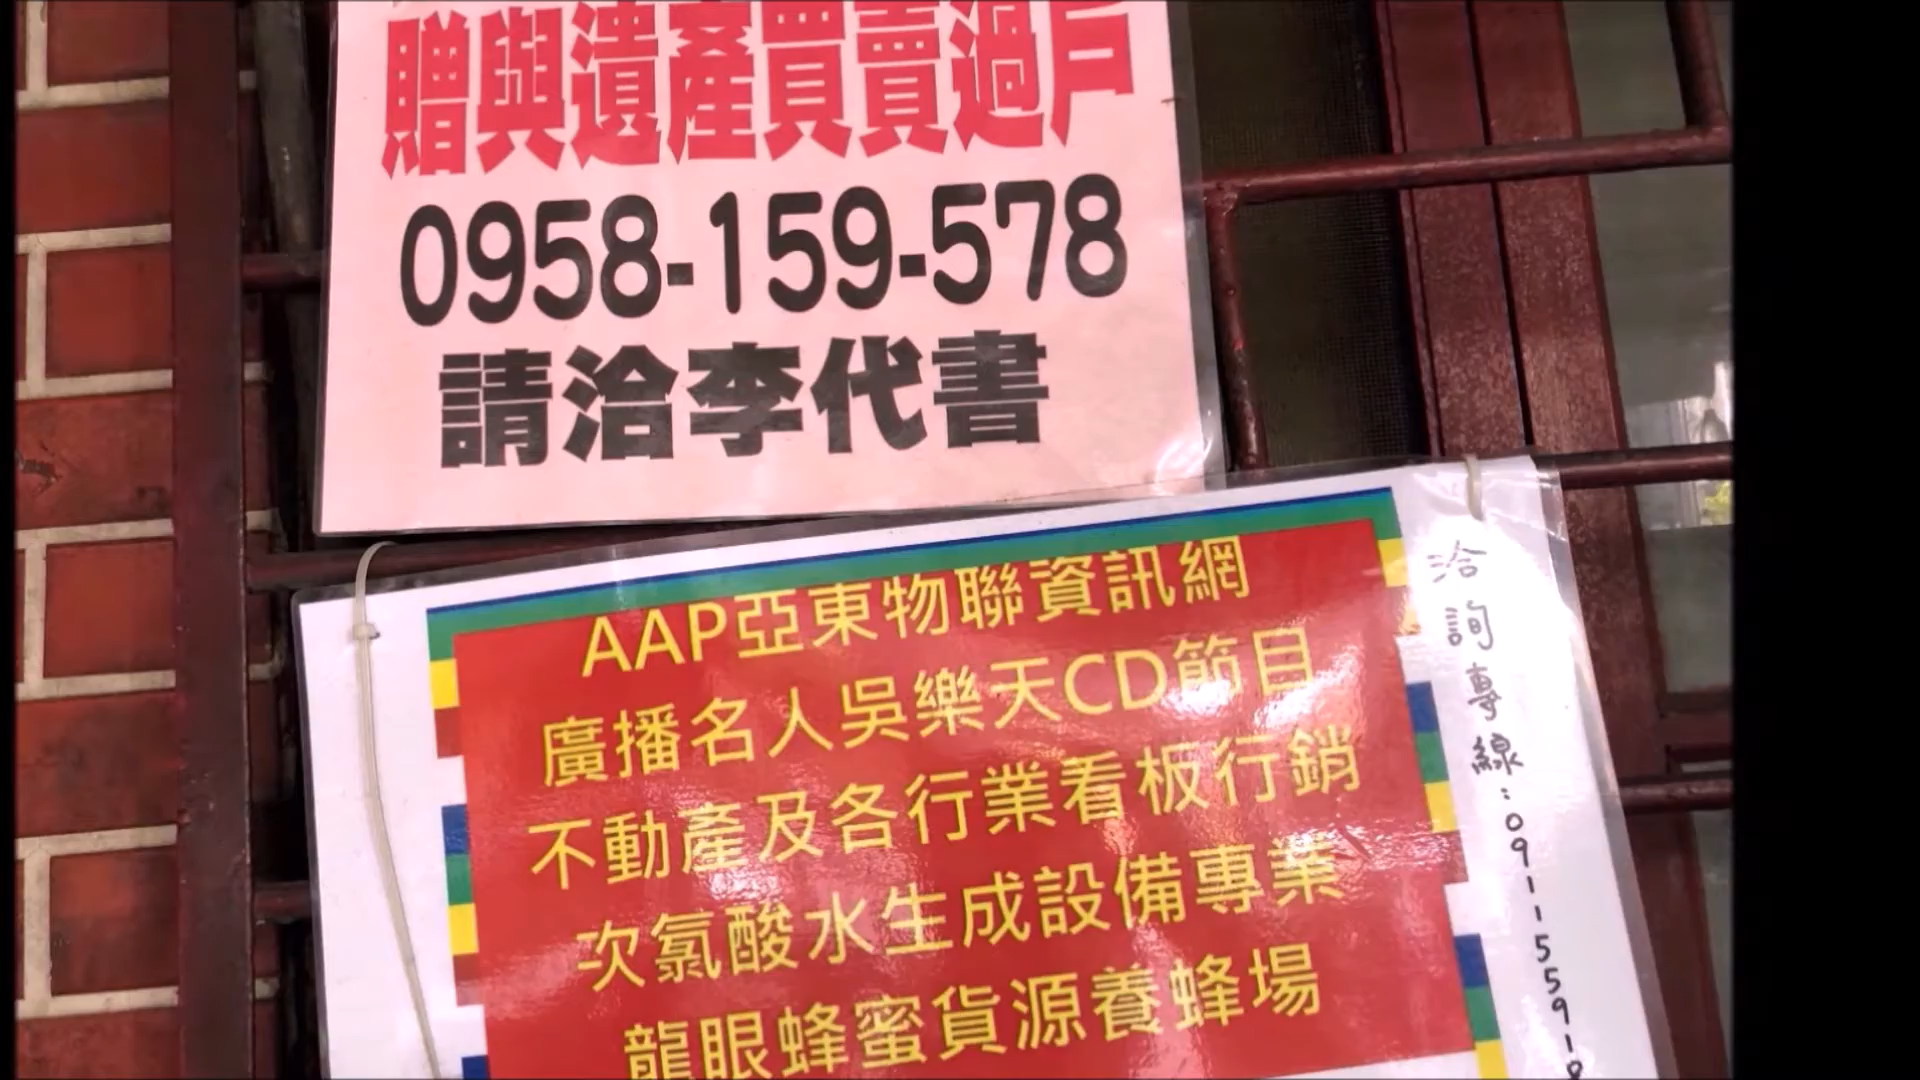 贈與遺產買賣過戶
0958-159-578
請洽李代書
AAP亞東物聯資訊網
廣播名人吳樂天CD節目
不動產及各行業看板行銷
次氯酸水生成設備專業
龍眼蜂蜜貨源養蜂場
洽詢專線:091155918